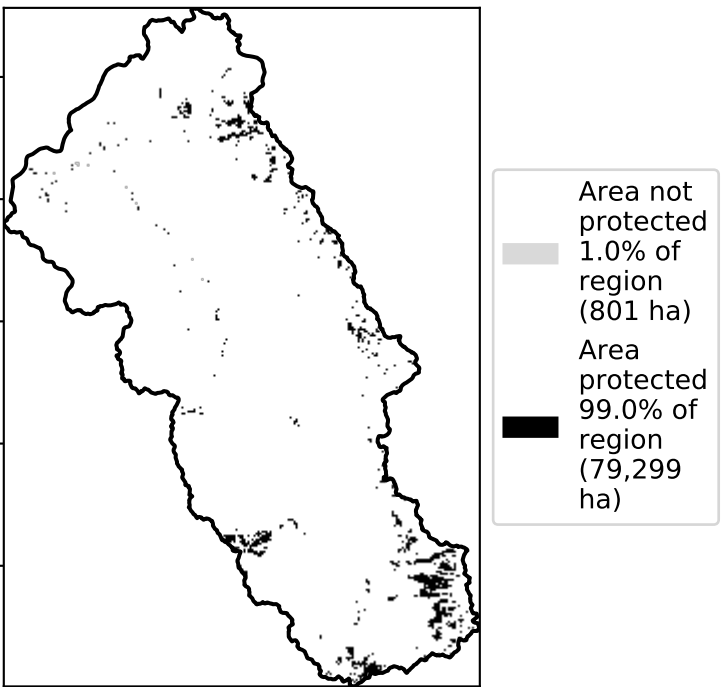 Area not
protected
1.0% of
region
(801 ha)
Area
protected
99.0% of
region
(79,299
ha)